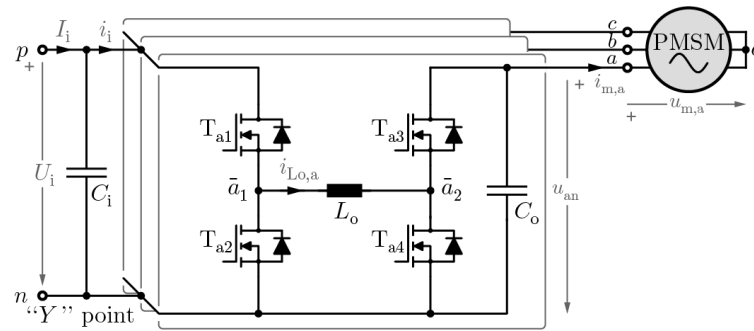 I_i i_i
c
b
a
PMSM
p
+
+
i_m,a
u_m,a
+
T_a1
T_a3
U_i
C_i
i_Lo,a
ā_1
ā_2
L_o
C_o
u_an
T_a2
T_a4
n
"Y" point